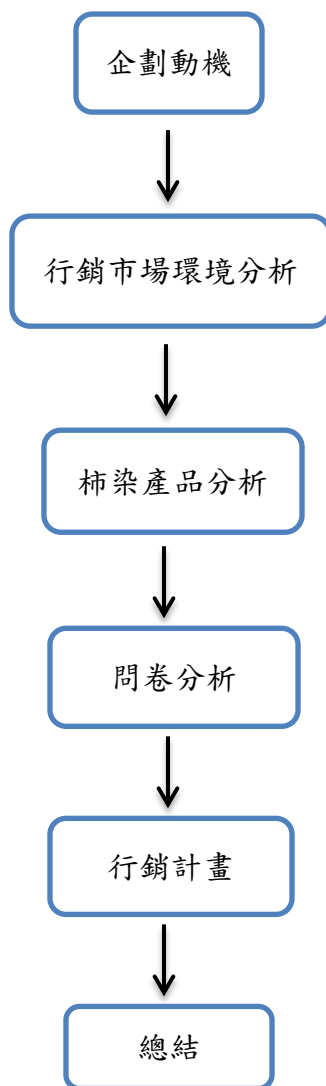 企劃動機
行銷市場環境分析
柿染產品分析
問卷分析
行銷計畫
總結